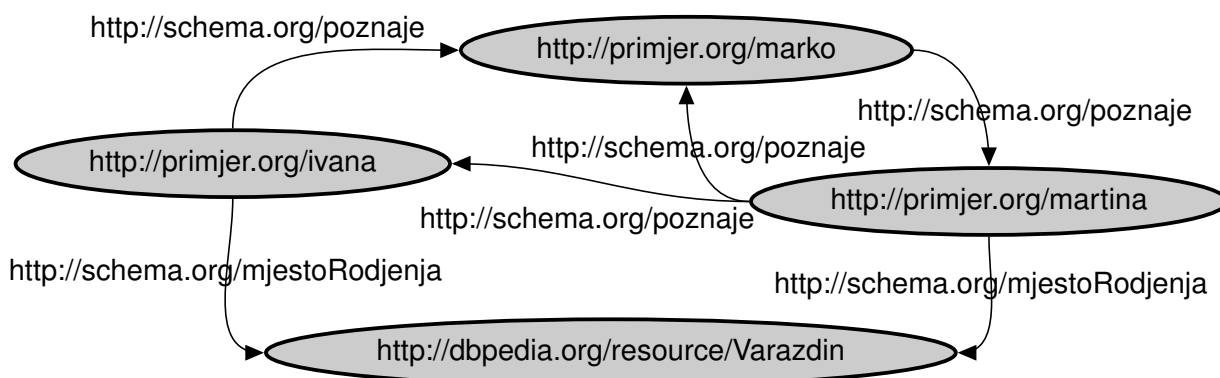 http://schema.org/poznaje
http://primjer.org/marko
http://schema.org/poznaje
http://schema.org/poznaje
http://primjer.org/ivana
http://primjer.org/martina
http://schema.org/poznaje
http://schema.org/mjestoRodjenja
http://schema.org/mjestoRodjenja
http://dbpedia.org/resource/Varazdin